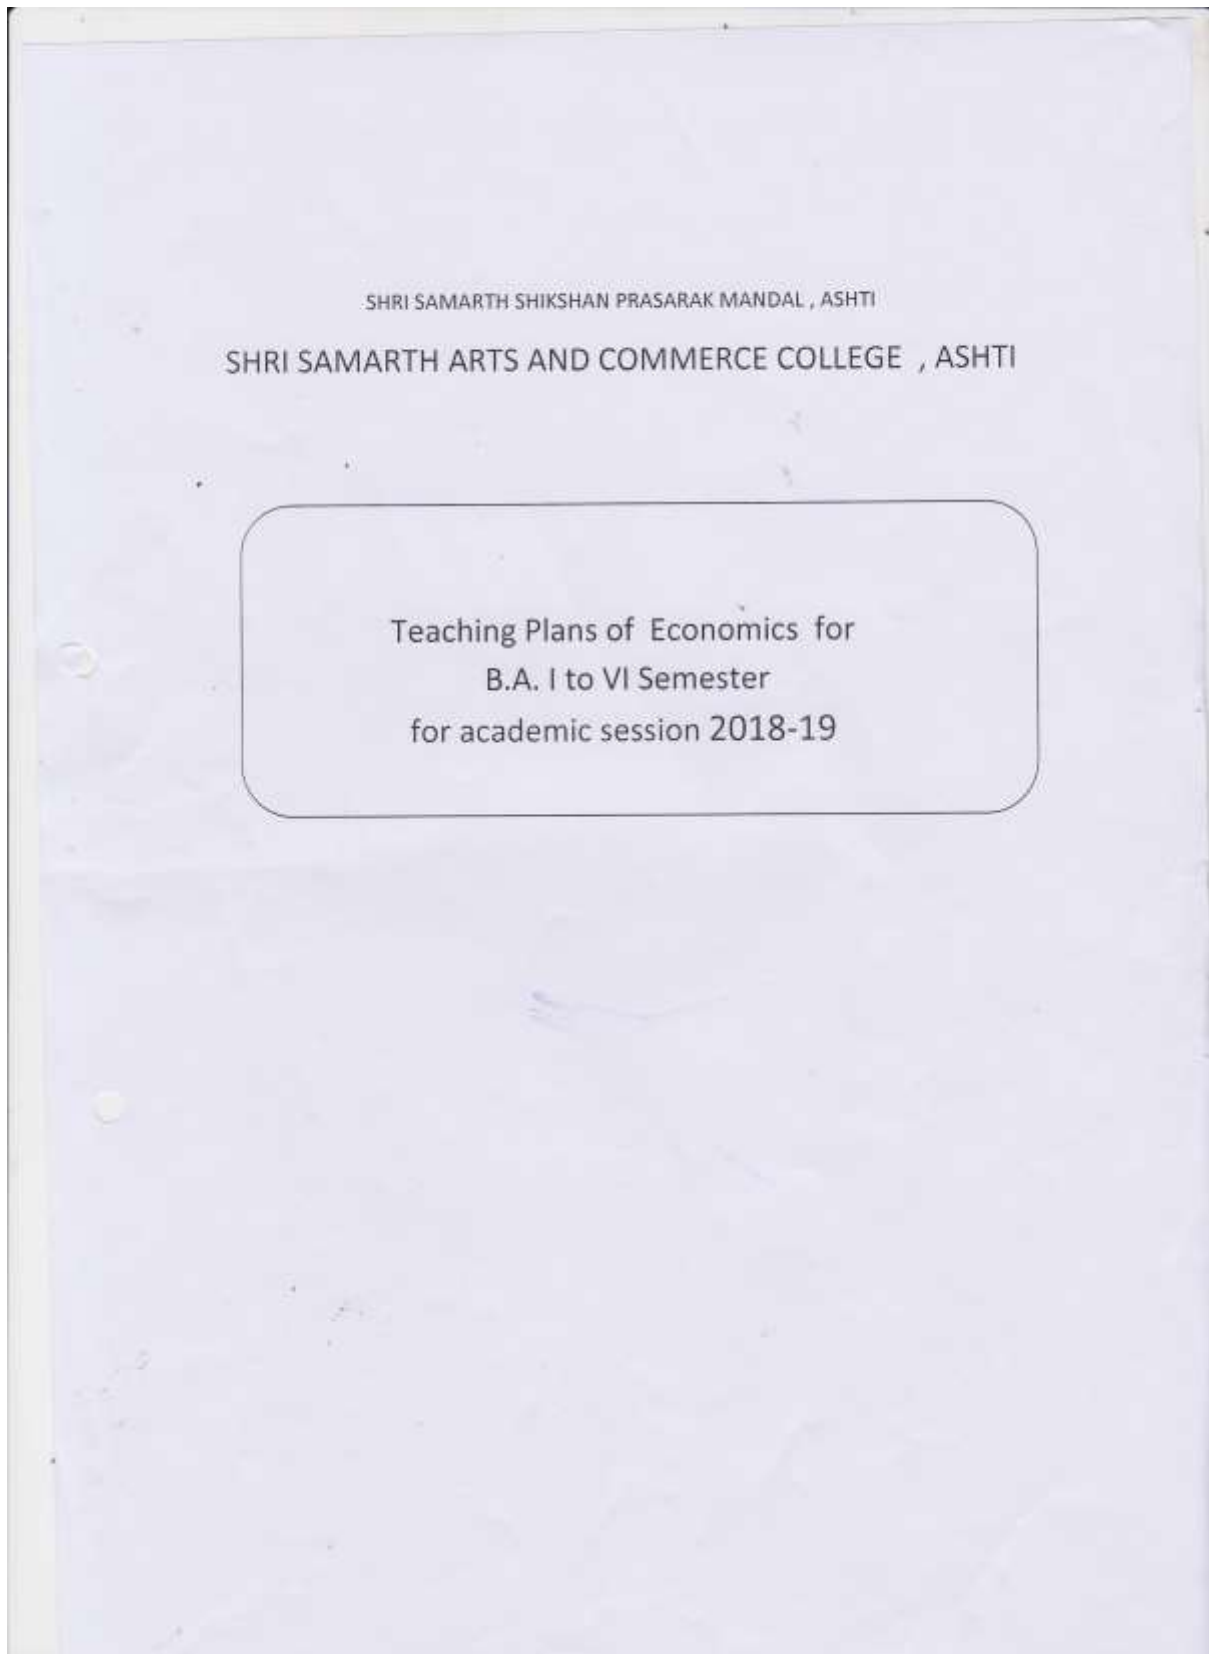 SHRI SAMARTH SHIKSHAN PRASARAK MANDAL , ASHTI
SHRI SAMARTH ARTS AND COMMERCE COLLEGE , ASHTI
Teaching Plans of Economics for
B.A. I to VI Semester
for academic session 2018-19